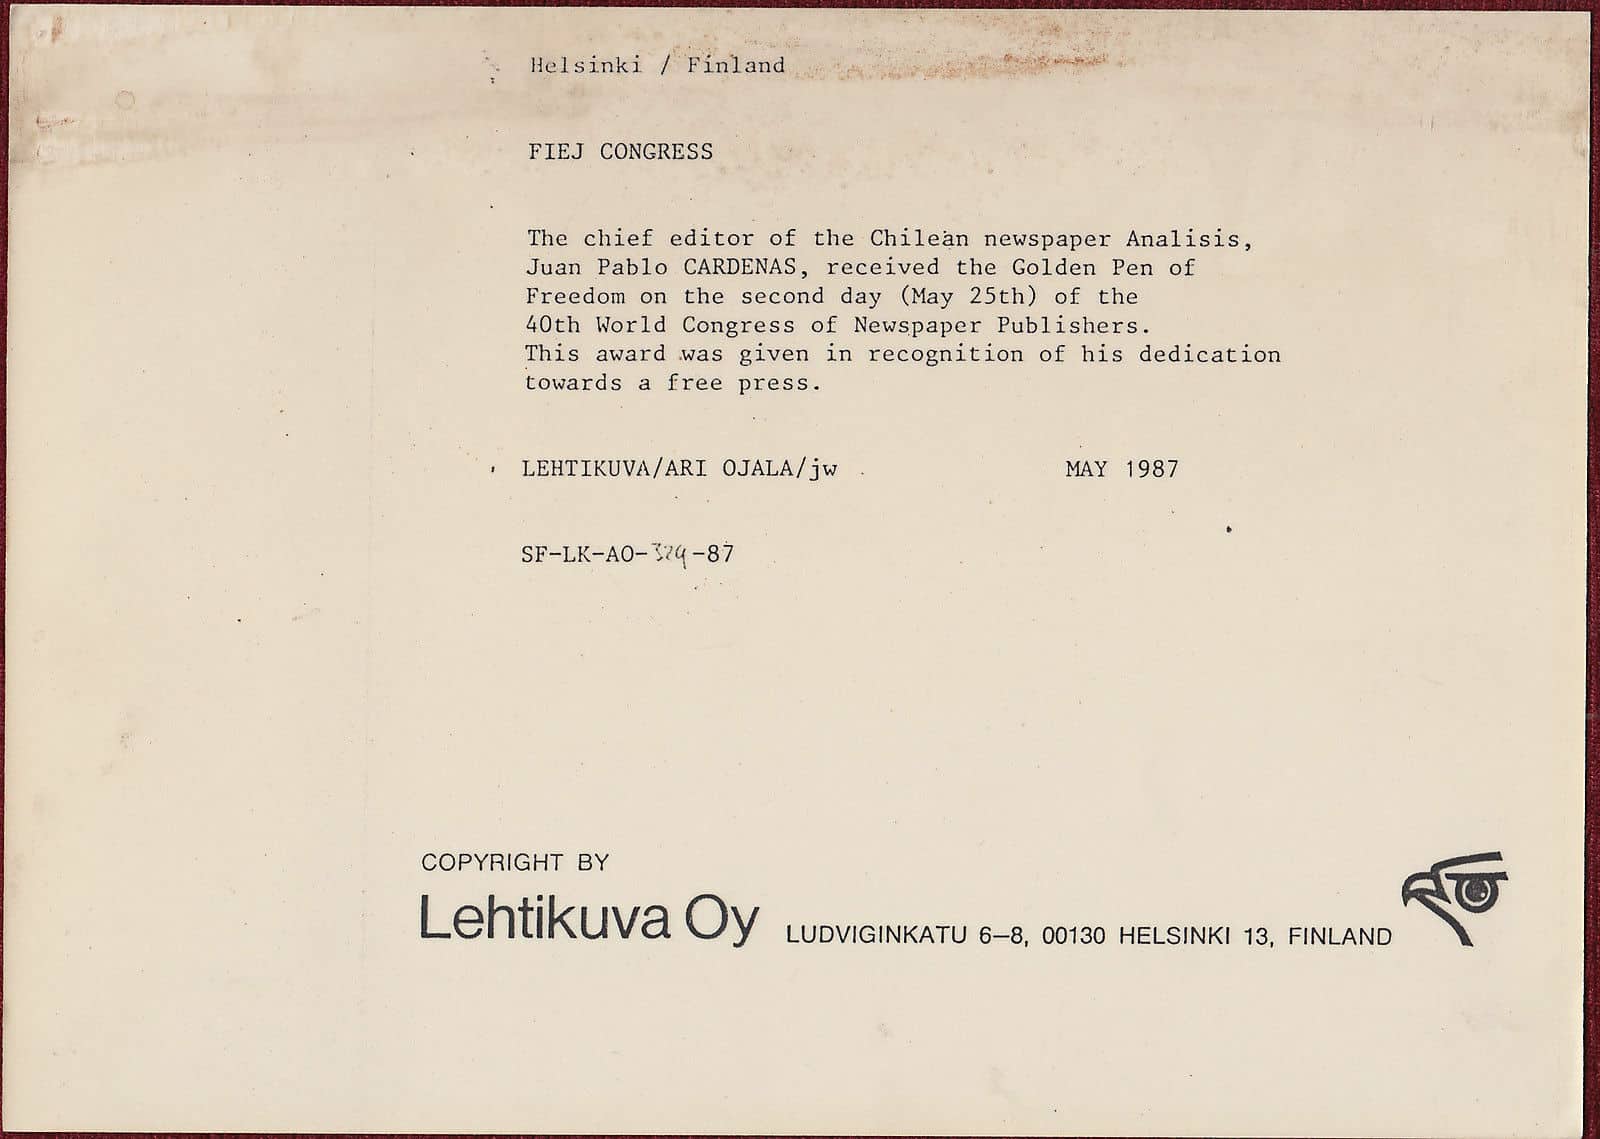 Helsinki / Finland
FIEJ CONGRESS
The chief editor of the Chilean newspaper Analisis,
Juan Pablo CARDENAS, received the Golden Pen of
Freedom on the second day (May 25th) of the
40th World Congress of Newspaper Publishers.
This award was given in recognition of his dedication
towards a free press.
LEHTIKUVA/ARI OJALA/jw MAY 1987
SF-LK-AO-329-87
COPYRIGHT BY
Lehtikuva Oy LUDVIGINKATU 6–8, 00130 HELSINKI 13, FINLAND